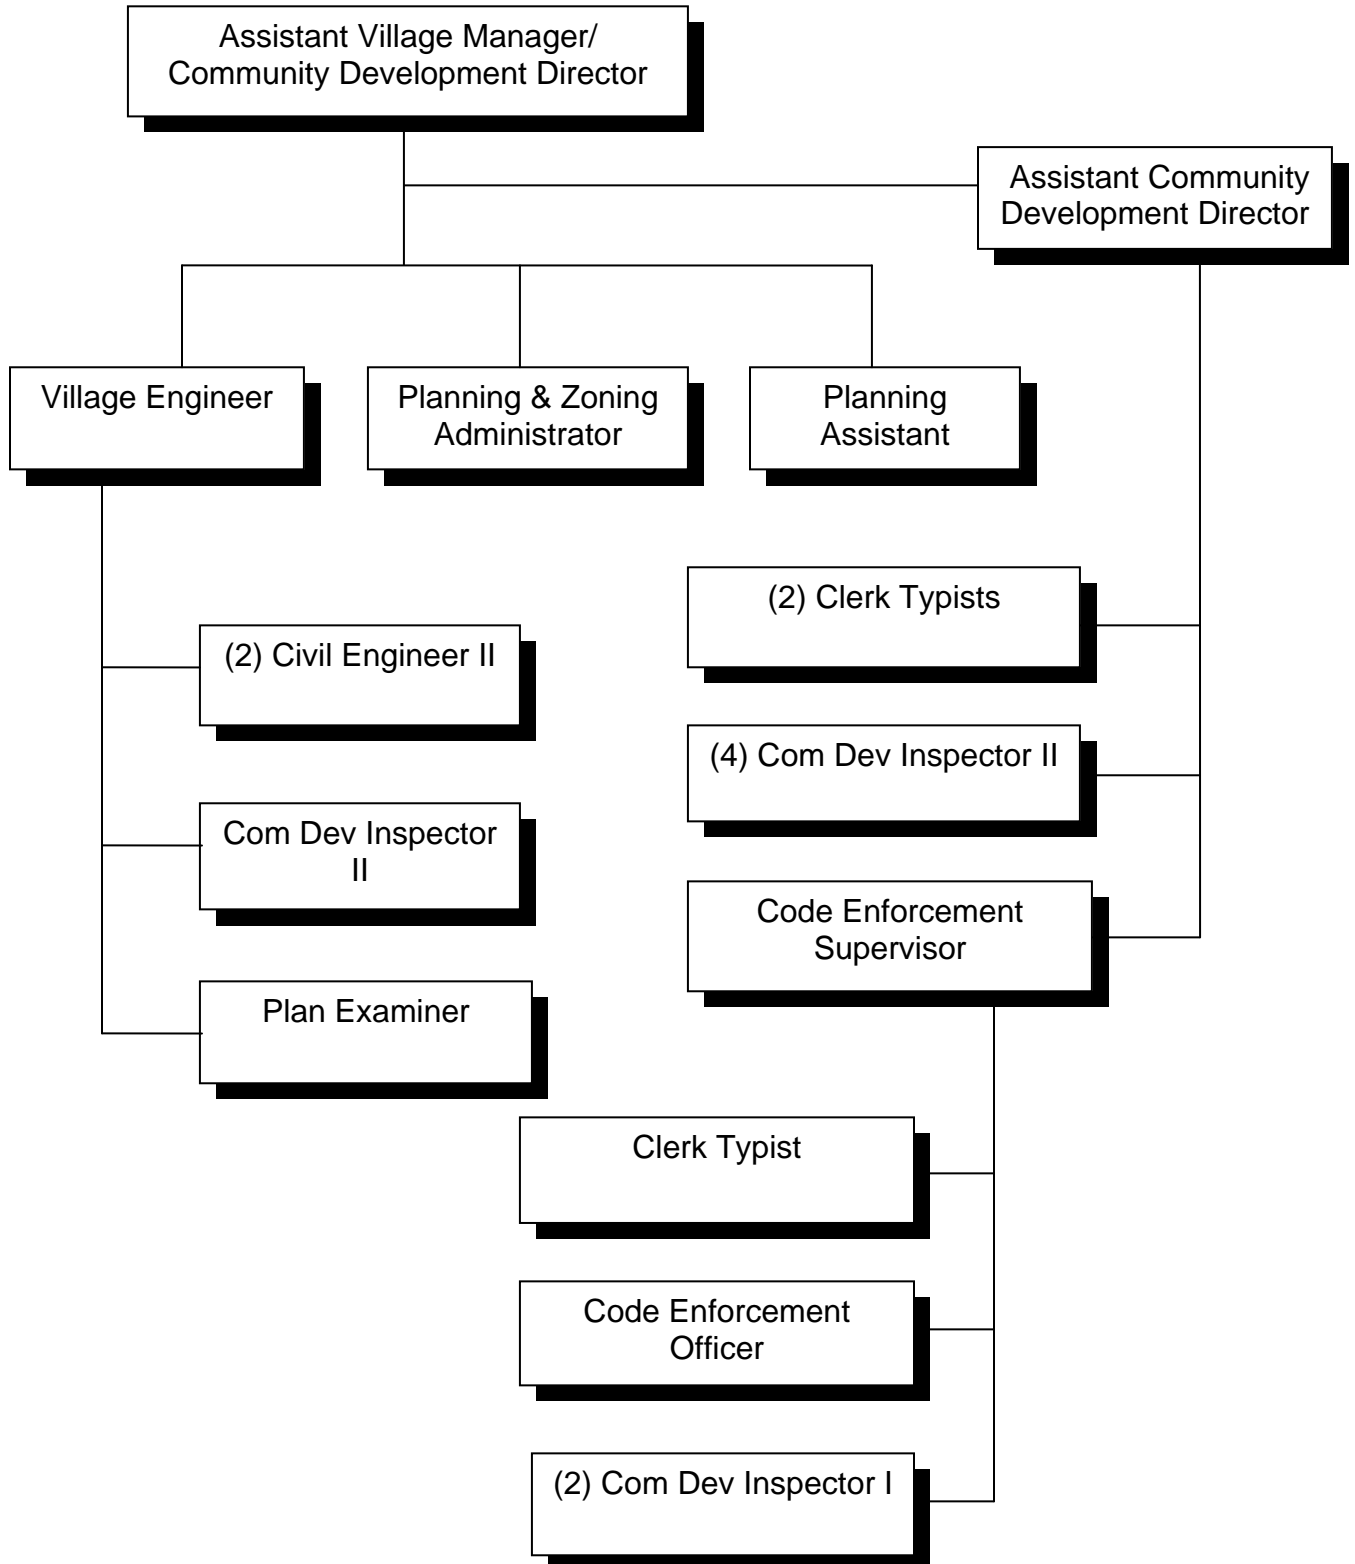 Assistant Village Manager/
Community Development Director
Assistant Community
Development Director
Village Engineer
Planning & Zoning
Administrator
Planning
Assistant
(2) Clerk Typists
(2) Civil Engineer II
(4) Com Dev Inspector II
Com Dev Inspector
II
Code Enforcement
Supervisor
Plan Examiner
Clerk Typist
Code Enforcement
Officer
(2) Com Dev Inspector I